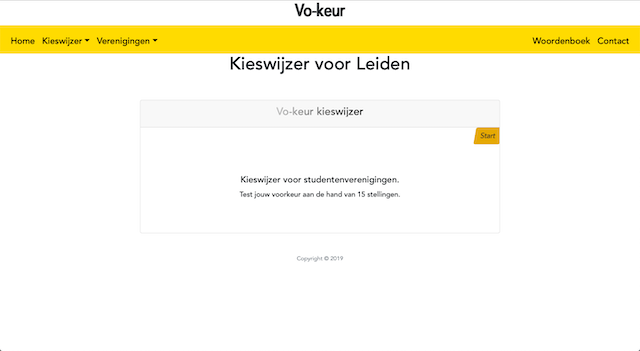 Vo-keur
Home Kieswijzer Verenigingen Woordenboek Contact
Kieswijzer voor Leiden
Vo-keur kieswijzer
Start
Kieswijzer voor studentenverenigingen.
Test jouw voorkeur aan de hand van 15 stellingen.
Copyright © 2019